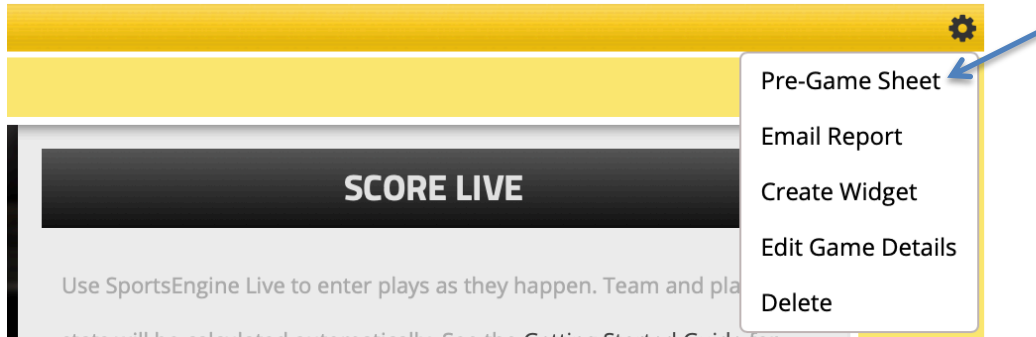 Pre-Game Sheet
Email Report
SCORE LIVE
Create Widget
Edit Game Details
Use SportsEngine Live to enter plays as they happen. Team and pla
Delete
stats will be calculated automatically. See the Getting Started Guide for